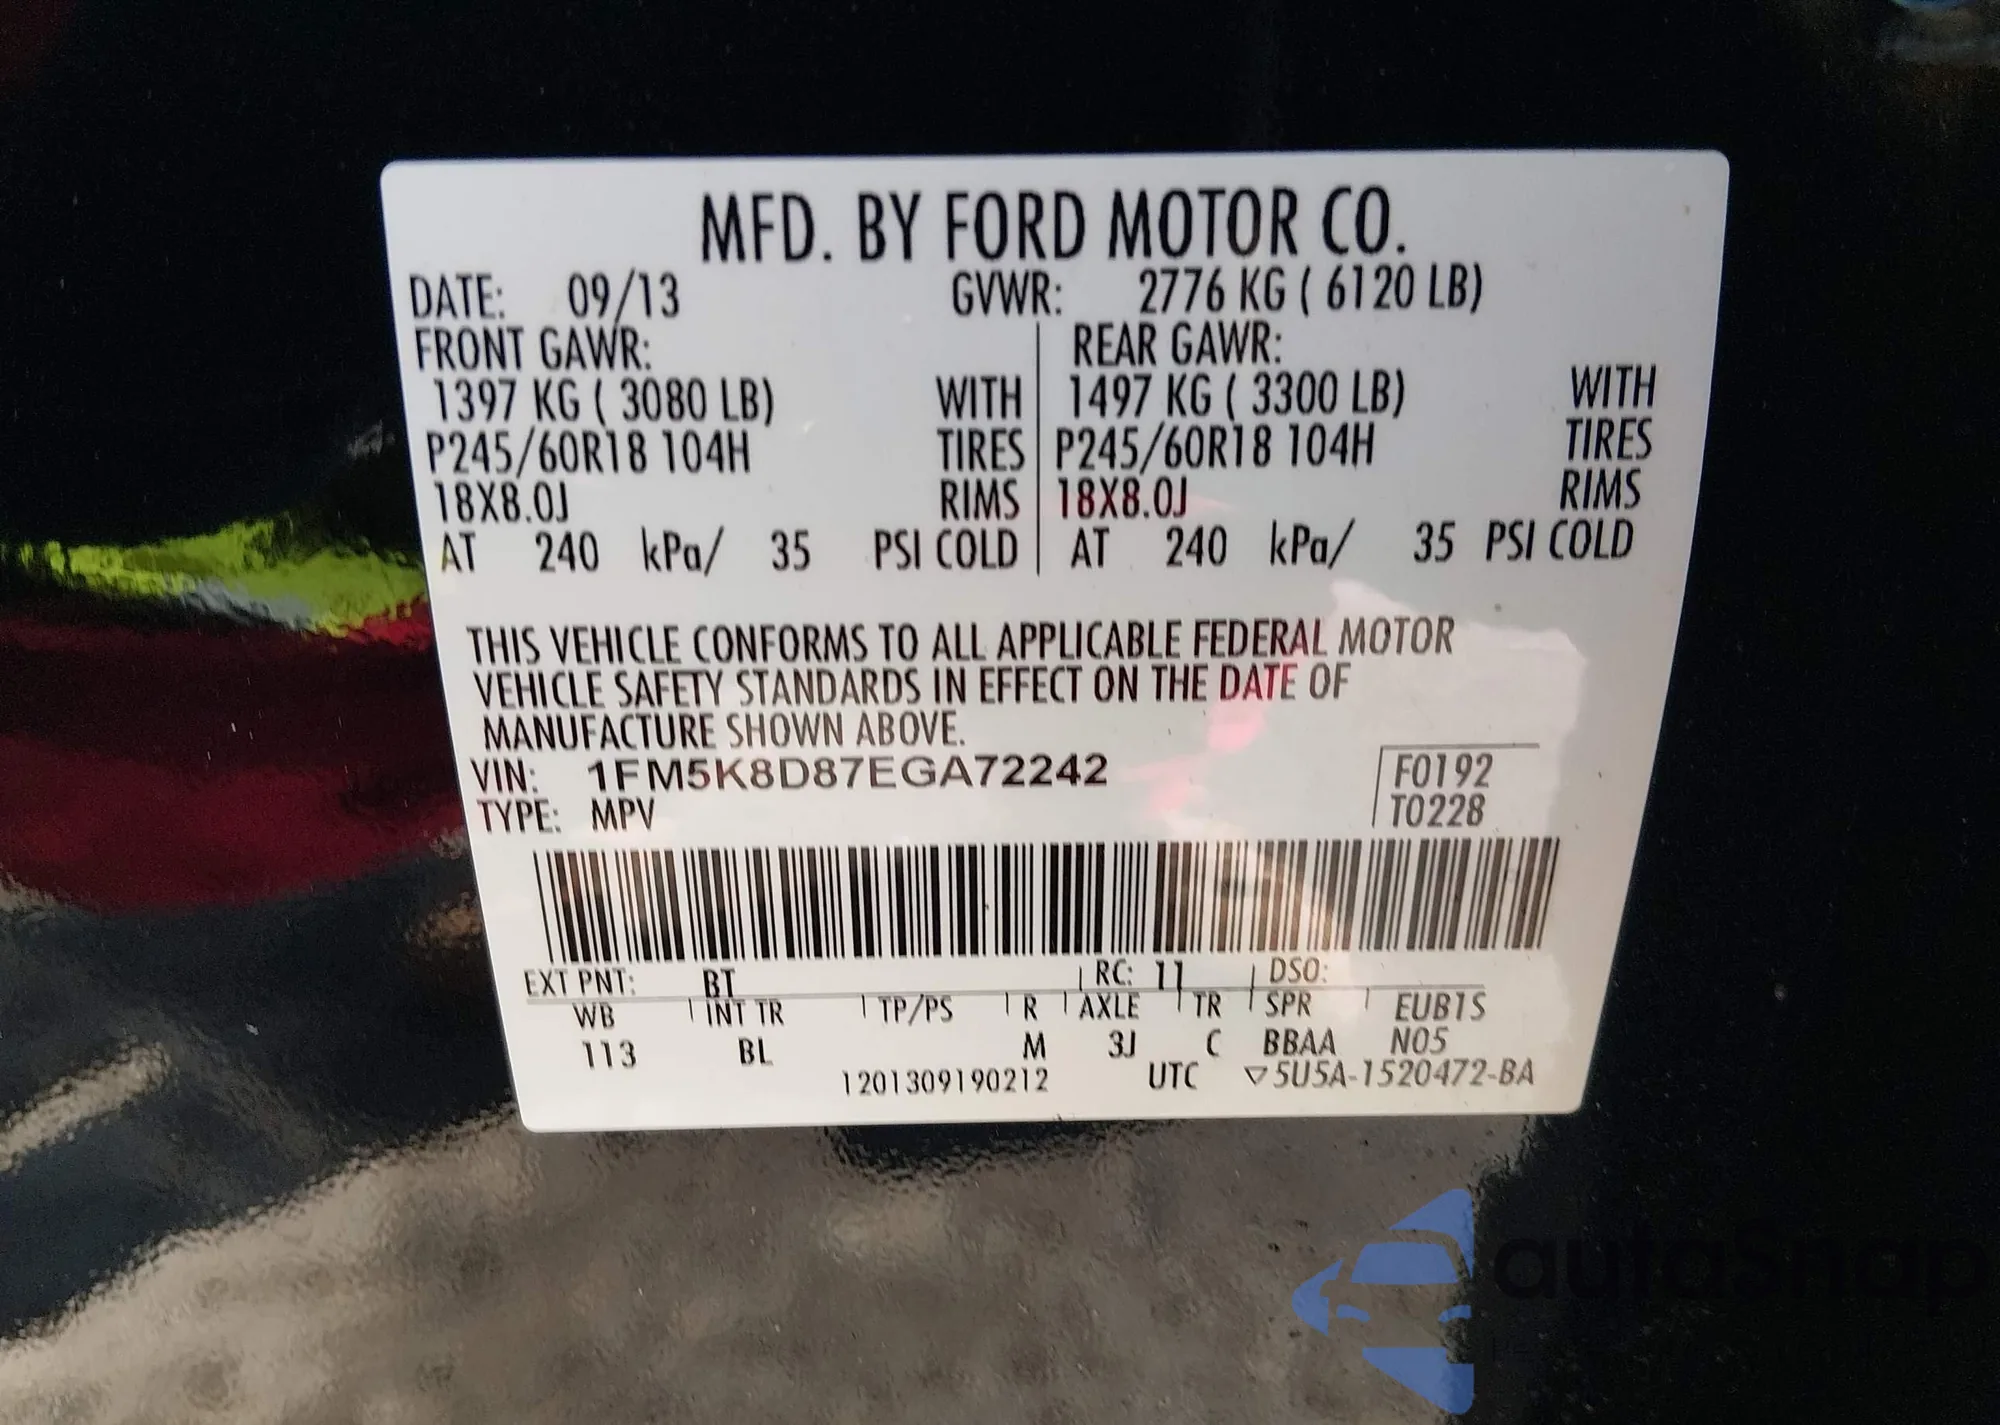 MFD. BY FORD MOTOR CO.
DATE: 09/13 GVWR: 2776 KG ( 6120 LB)
FRONT GAWR: REAR GAWR:
1397 KG ( 3080 LB) WITH 1497 KG ( 3300 LB) WITH
P245/60R18 104H TIRES P245/60R18 104H TIRES
18X8.0J RIMS 18X8.0J RIMS
AT 240 kPa/ 35 PSI COLD AT 240 kPa/ 35 PSI COLD
THIS VEHICLE CONFORMS TO ALL APPLICABLE FEDERAL MOTOR
VEHICLE SAFETY STANDARDS IN EFFECT ON THE DATE OF
MANUFACTURE SHOWN ABOVE.
VIN: 1FM5K8D87EGA72242 F0192
TYPE: MPV T0228
EXT PNT: BT RC: 11 DSO:
WB INT TR TP/PS R AXLE TR SPR EUB1S
113 BL M 3J C BBAA N05
1201309190212 UTC ▽5U5A-1520472-BA
autosnap